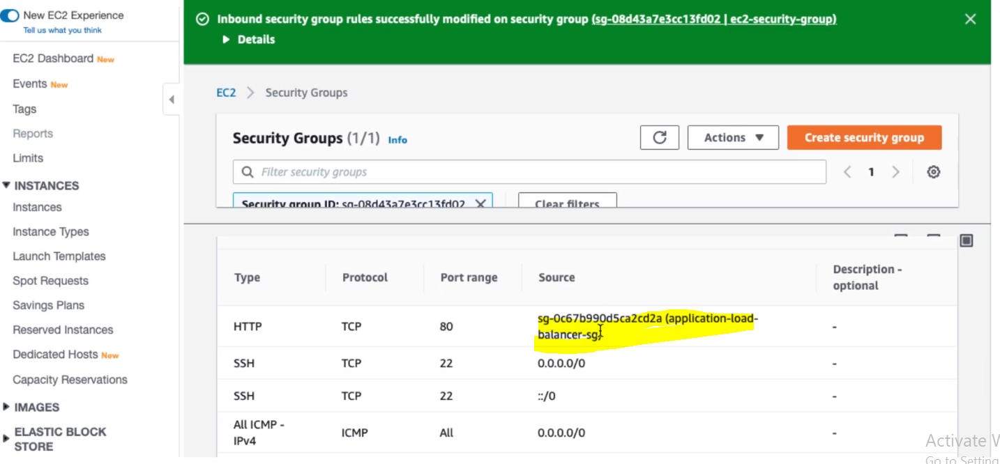 New EC2 Experience
Tell us what you think
EC2 Dashboard New
Events New
Tags
Reports
Limits
INSTANCES
Instances
Instance Types
Launch Templates
Spot Requests
Savings Plans
Reserved Instances
Dedicated Hosts New
Capacity Reservations
IMAGES
ELASTIC BLOCK
STORE
Inbound security group rules successfully modified on security group (sg-08d43a7e3cc13fd02 | ec2-security-group)
Details
EC2 > Security Groups
Security Groups (1/1) Info
Actions
Create security group
Filter security groups
1
Security group ID: sg-08d43a7e3cc13fd02
Clear filters
Type Protocol Port range Source Description -
optional
HTTP TCP 80 sg-0c67b990d5ca2cd2a (application-load-
balancer-sg) -
SSH TCP 22 0.0.0.0/0 -
SSH TCP 22 ::/0 -
All ICMP -
IPv4 ICMP All 0.0.0.0/0 -
Activate W
Go to Setting